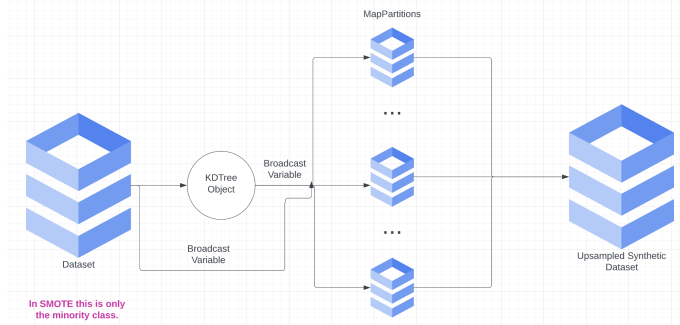 MapPartitions
...
KDTree
Object
Broadcast
Variable
...
Broadcast
Variable
Dataset
Upsampled Synthetic
Dataset
In SMOTE this is only
the minority class.